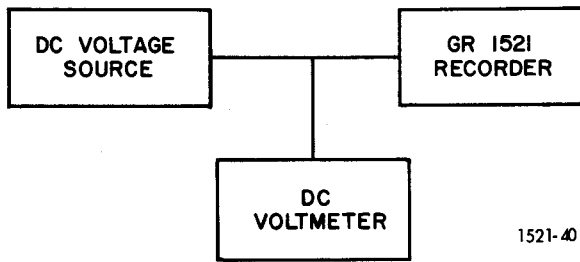 DC VOLTAGE
SOURCE
GR 1521
RECORDER
DC
VOLTMETER
1521-40